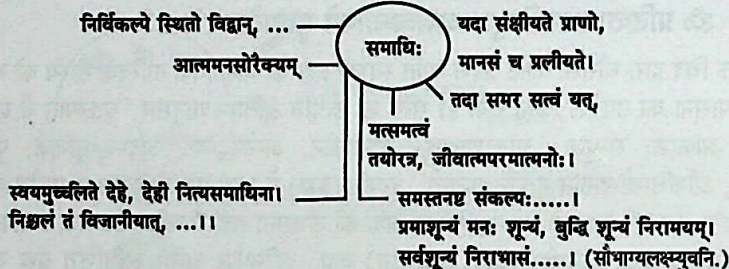 निर्विकल्पे स्थितो विद्वान्, ...
आत्ममनसोरैक्यम्
समाधिः
यदा संक्षीयते प्राणो,
मानसं च प्रलीयते।
तदा समर सत्वं यत्,
मत्समत्वं
तयोरत्र, जीवात्मपरमात्मनोः।
स्वयमुच्चलिते देहे, देही नित्यसमाधिना।
निश्चलं तं विजानीयात्, ...।।
समस्तनष्ट संकल्पः.....।
प्रमाशून्यं मनः शून्यं, बुद्धि शून्यं निरामयम्।
सर्वशून्यं निराभासं.....। (सौभाग्यलक्ष्म्युवनि.)